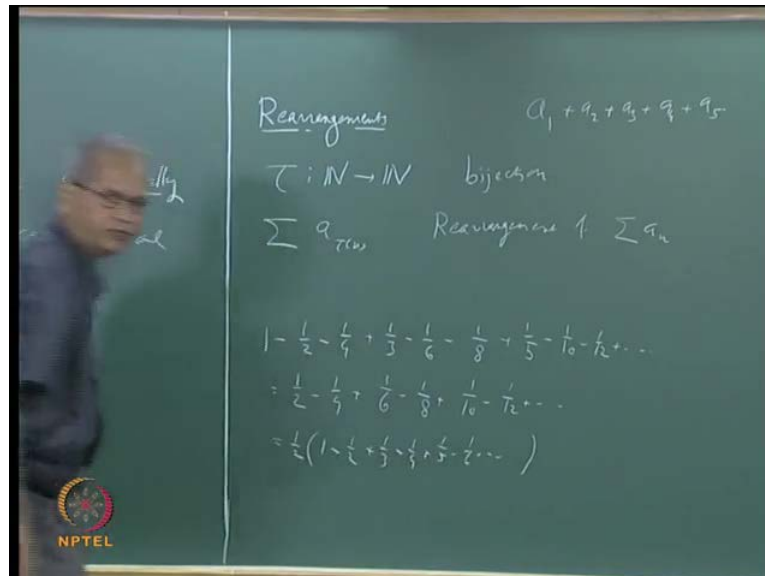 Rearrangements
a₁ + a₂ + a₃ + a₄ + a₅..
τ : ℕ → ℕ bijection
∑ a_τ(n) Rearrangement of ∑ aₙ
1 - 1/2 - 1/4 + 1/3 - 1/6 - 1/8 + 1/5 - 1/10 - 1/12 + ...
= 1/2 - 1/4 + 1/6 - 1/8 + 1/10 - 1/12 + ...
= 1/2 (1 - 1/2 + 1/3 - 1/4 + 1/5 - 1/6 ... )
NPTEL